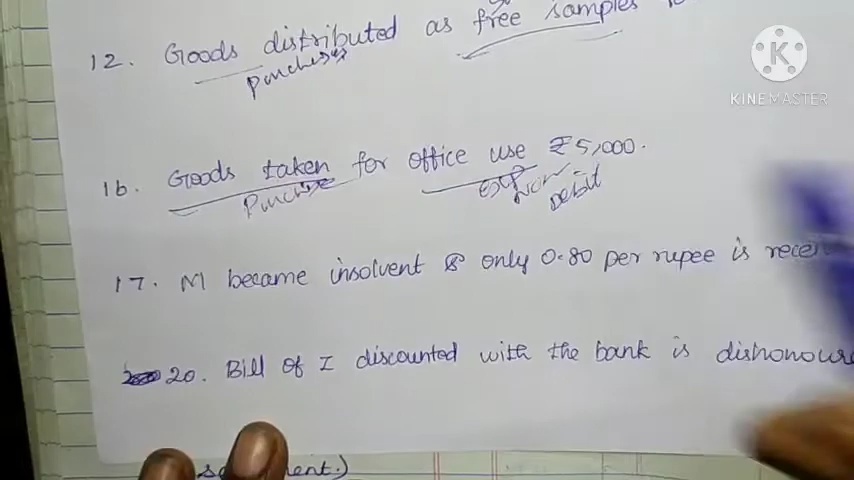 12. Goods distributed as free samples
Purchases
K
KINEMASTER
16. Goods taken for office use ₹5,000.
Purchase
Debit
17. M became insolvent & only 0.80 per rupee is
20. Bill of I discounted with the bank is